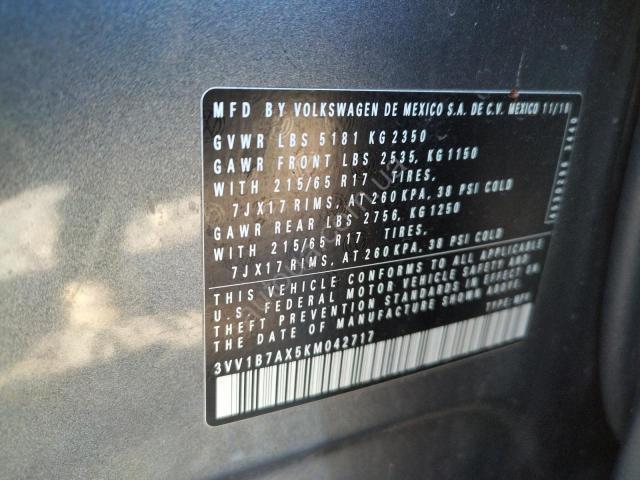 MFD BY VOLKSWAGEN DE MEXICO S.A. DE C.V. MEXICO 11/18
GVWR LBS 5181 KG 2350
GAWR FRONT LBS 2535, KG 1150
WITH 215/65 R17 TIRES,
7JX17 RIMS, AT 260 KPA, 38 PSI COLD
GAWR REAR LBS 2756, KG 1250
WITH 215/65 R17 TIRES,
7JX17 RIMS, AT 260 KPA, 38 PSI COLD
THIS VEHICLE CONFORMS TO ALL APPLICABLE
U.S. FEDERAL MOTOR VEHICLE SAFETY AND
THEFT PREVENTION STANDARDS IN EFFECT ON
THE DATE OF MANUFACTURE SHOWN ABOVE.
3VV1B7AX5KM042717
TYPE: MPV